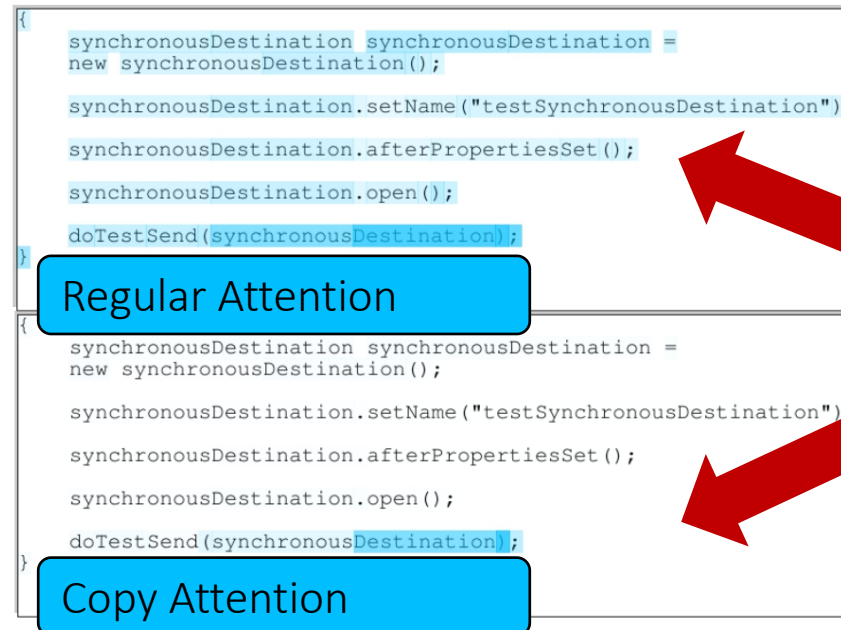 {
synchronousDestination synchronousDestination =
new synchronousDestination();
synchronousDestination.setName("testSynchronousDestination")
synchronousDestination.afterPropertiesSet();
synchronousDestination.open();
doTestSend(synchronousDestination);
}
Regular Attention
{
synchronousDestination synchronousDestination =
new synchronousDestination();
synchronousDestination.setName("testSynchronousDestination")
synchronousDestination.afterPropertiesSet();
synchronousDestination.open();
doTestSend(synchronousDestination);
}
Copy Attention